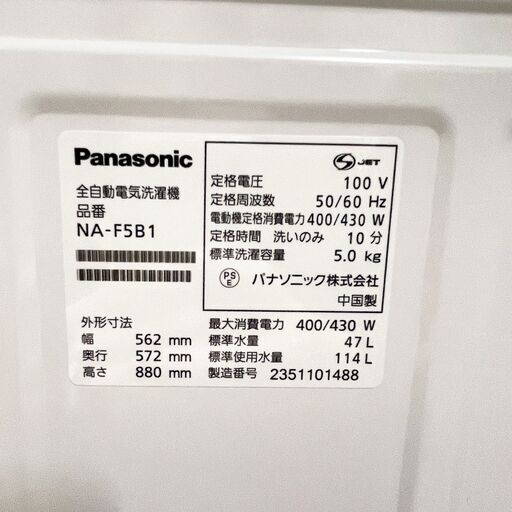 Panasonic
全自動電気洗濯機
品番
NA-F5B1
外形寸法
幅 562 mm
奥行 572 mm
高さ 880 mm
S JET
定格電圧 100 V
定格周波数 50/60 Hz
電動機定格消費電力 400/430 W
定格時間 洗いのみ 10 分
標準洗濯容量 5.0 kg
PSE パナソニック株式会社
中国製
最大消費電力 400/430 W
標準水量 47 L
標準使用水量 114 L
製造番号 2351101488